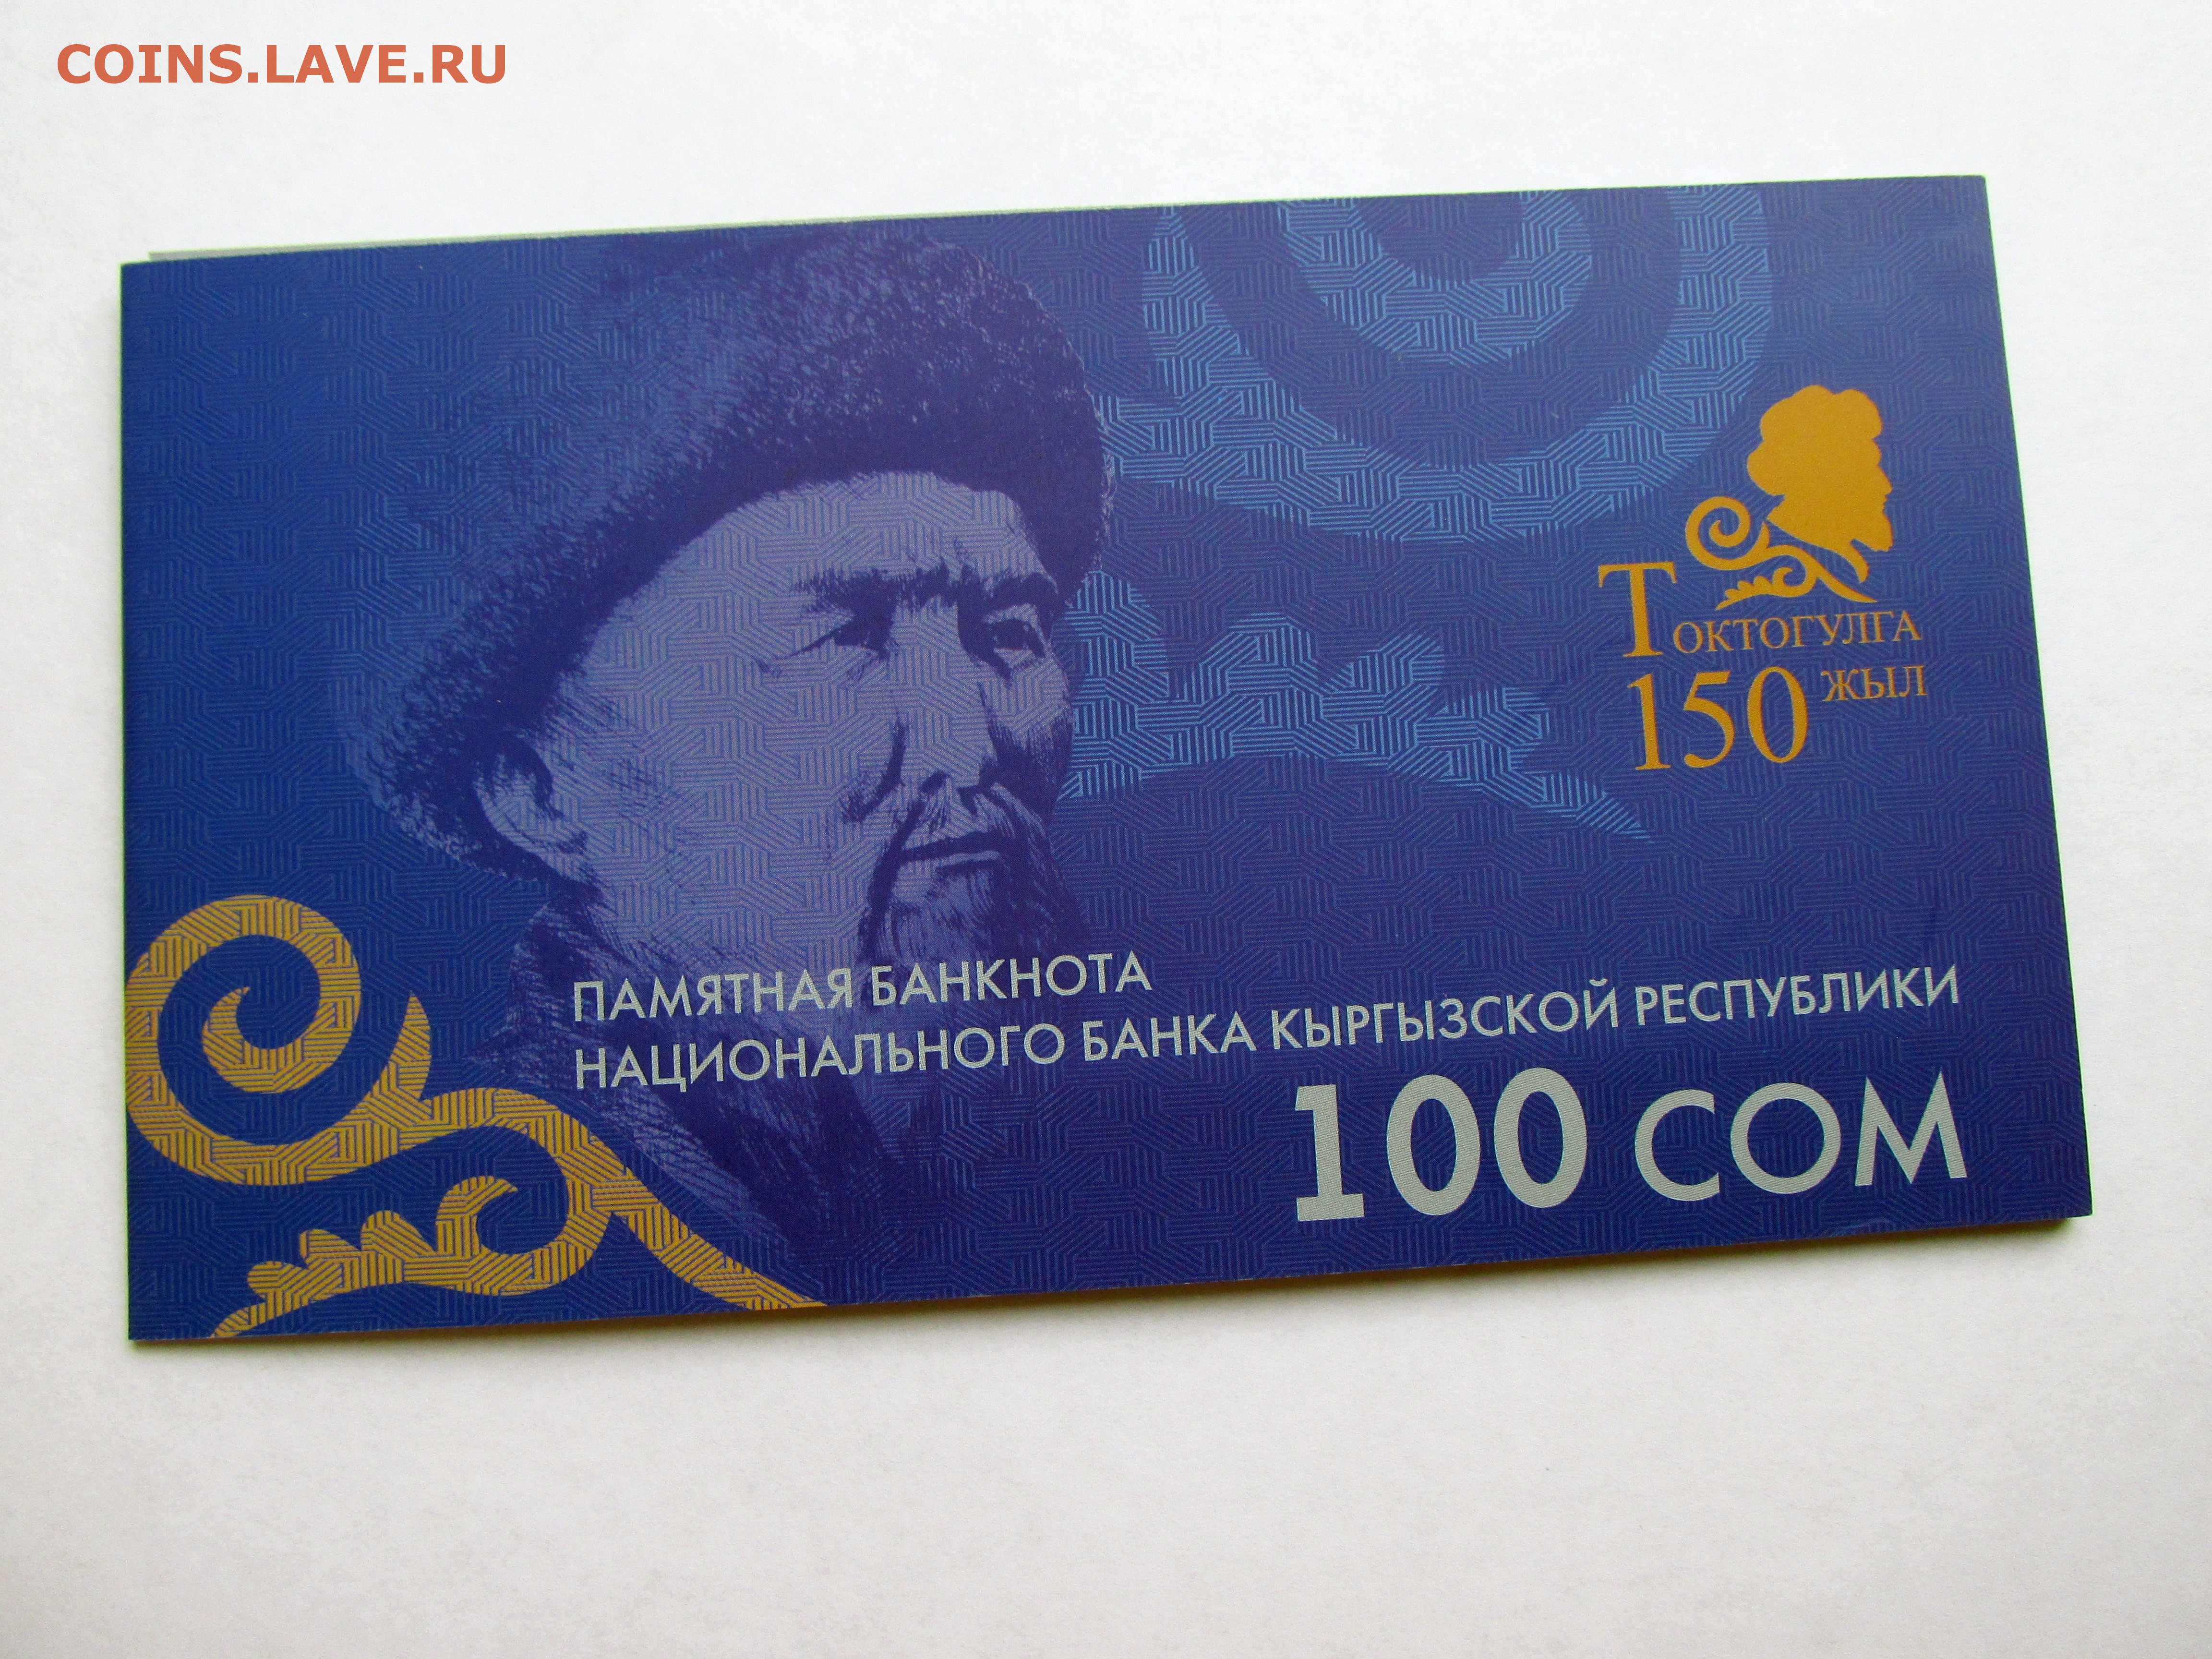 COINS.LAVE.RU
ТОКТОГУЛГА
150 ЖЫЛ
ПАМЯТНАЯ БАНКНОТА
НАЦИОНАЛЬНОГО БАНКА КЫРГЫЗСКОЙ РЕСПУБЛИКИ
100 СОМ